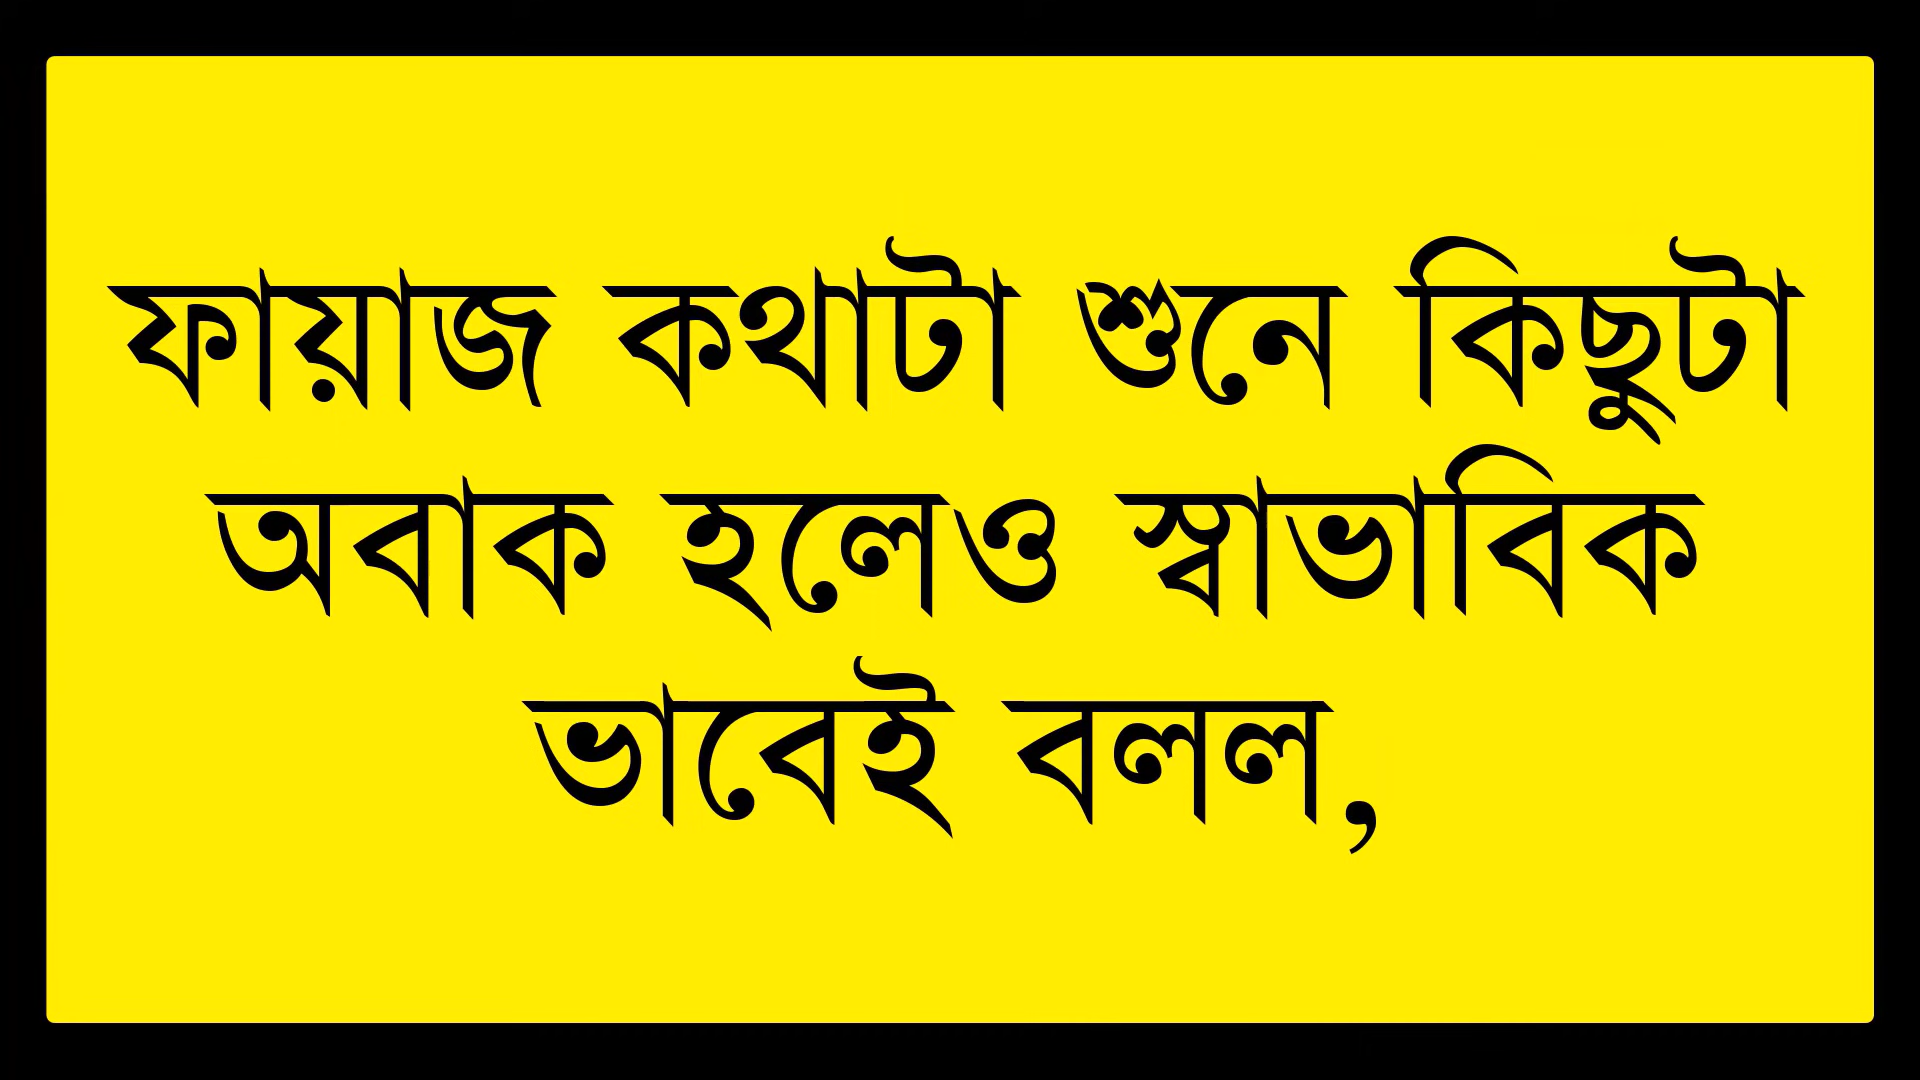 ফায়াজ কথাটা শুনে কিছুটা
অবাক হলেও স্বাভাবিক
ভাবেই বলল,